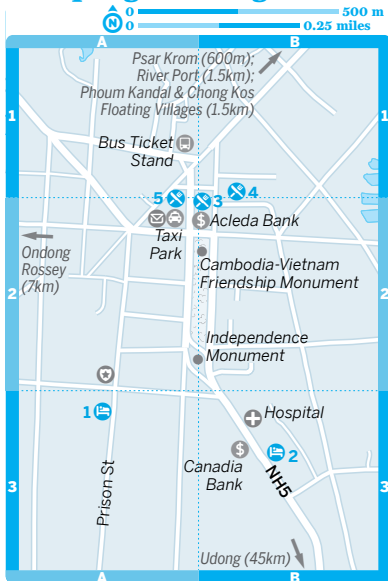 0 500 m
N 0 0.25 miles
A B
Psar Krom (600m);
River Port (1.5km);
Phoum Kandal & Chong Kos
Floating Villages (1.5km)
1 1
Bus Ticket
Stand
5 3 4
$ Acleda Bank
Taxi
Park
Ondong
Rossey
(7km)
Cambodia-Vietnam
Friendship Monument
2 2
Independence
Monument
1
Hospital
$ 2
Canadia
Bank
NH5
Prison St
3 3
Udong (45km)
A B